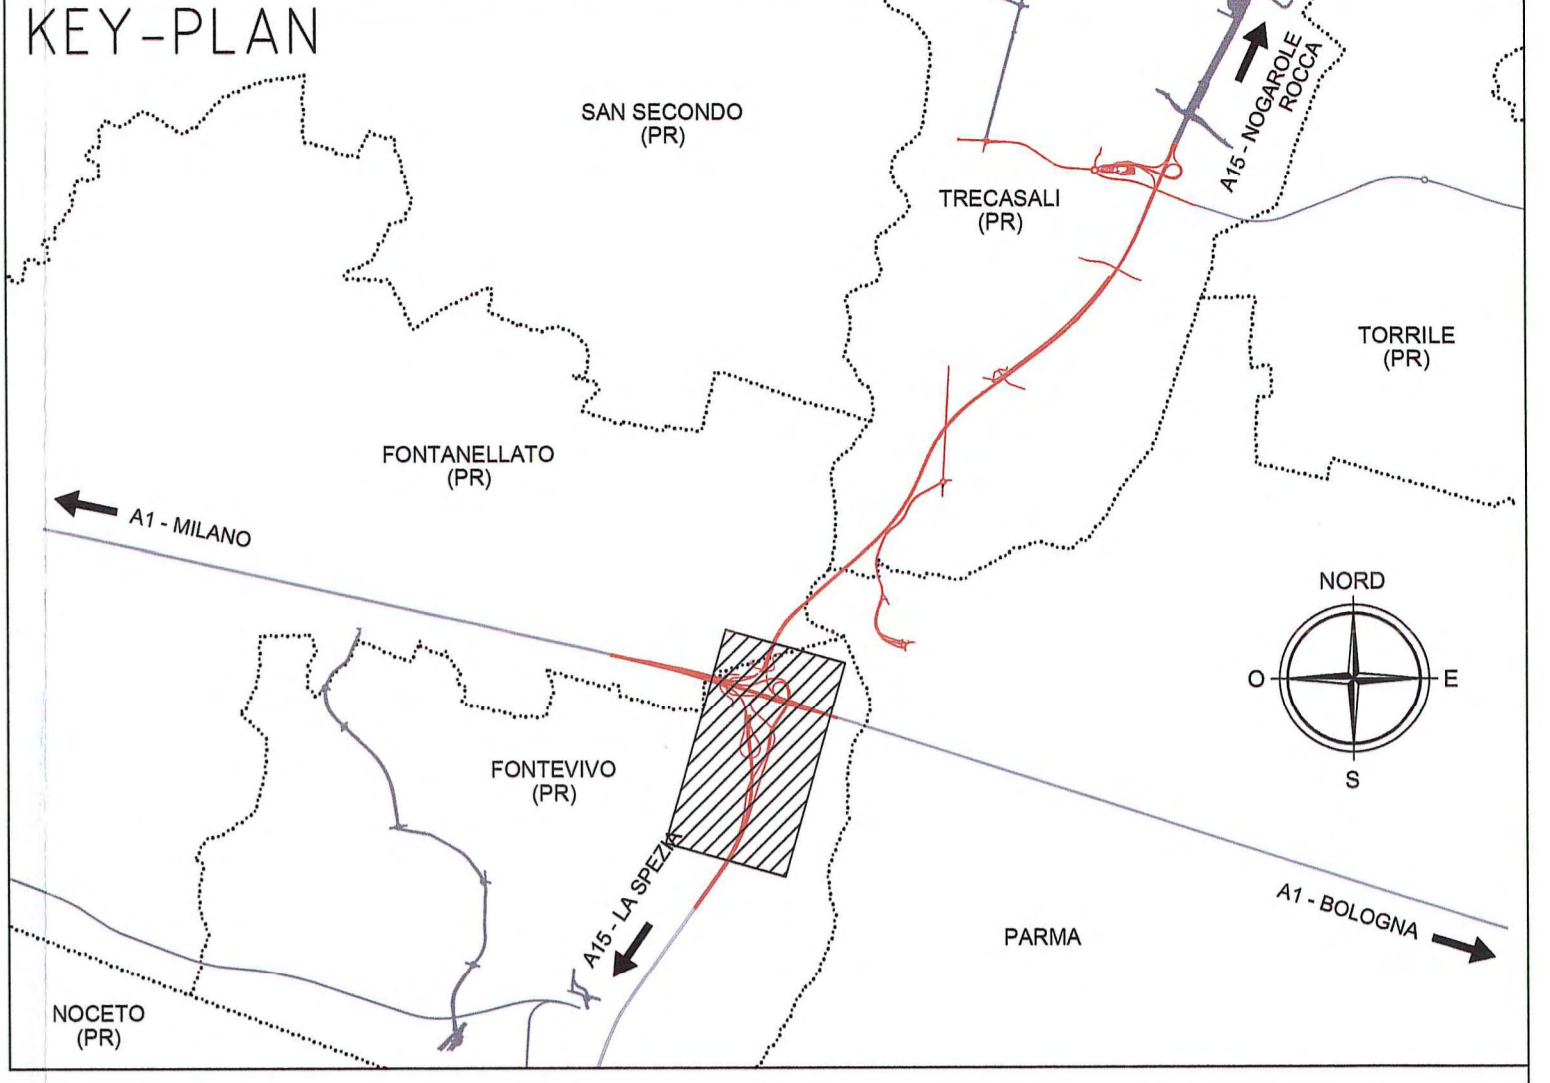 KEY-PLAN
SAN SECONDO
(PR)
A15 - NOGAROLE
ROCCA
TRECASALI
(PR)
TORRILE
(PR)
FONTANELLATO
(PR)
A1 - MILANO
NORD
O
E
S
FONTEVIVO
(PR)
A15 - LA SPEZIA
A1 - BOLOGNA
PARMA
NOCETO
(PR)